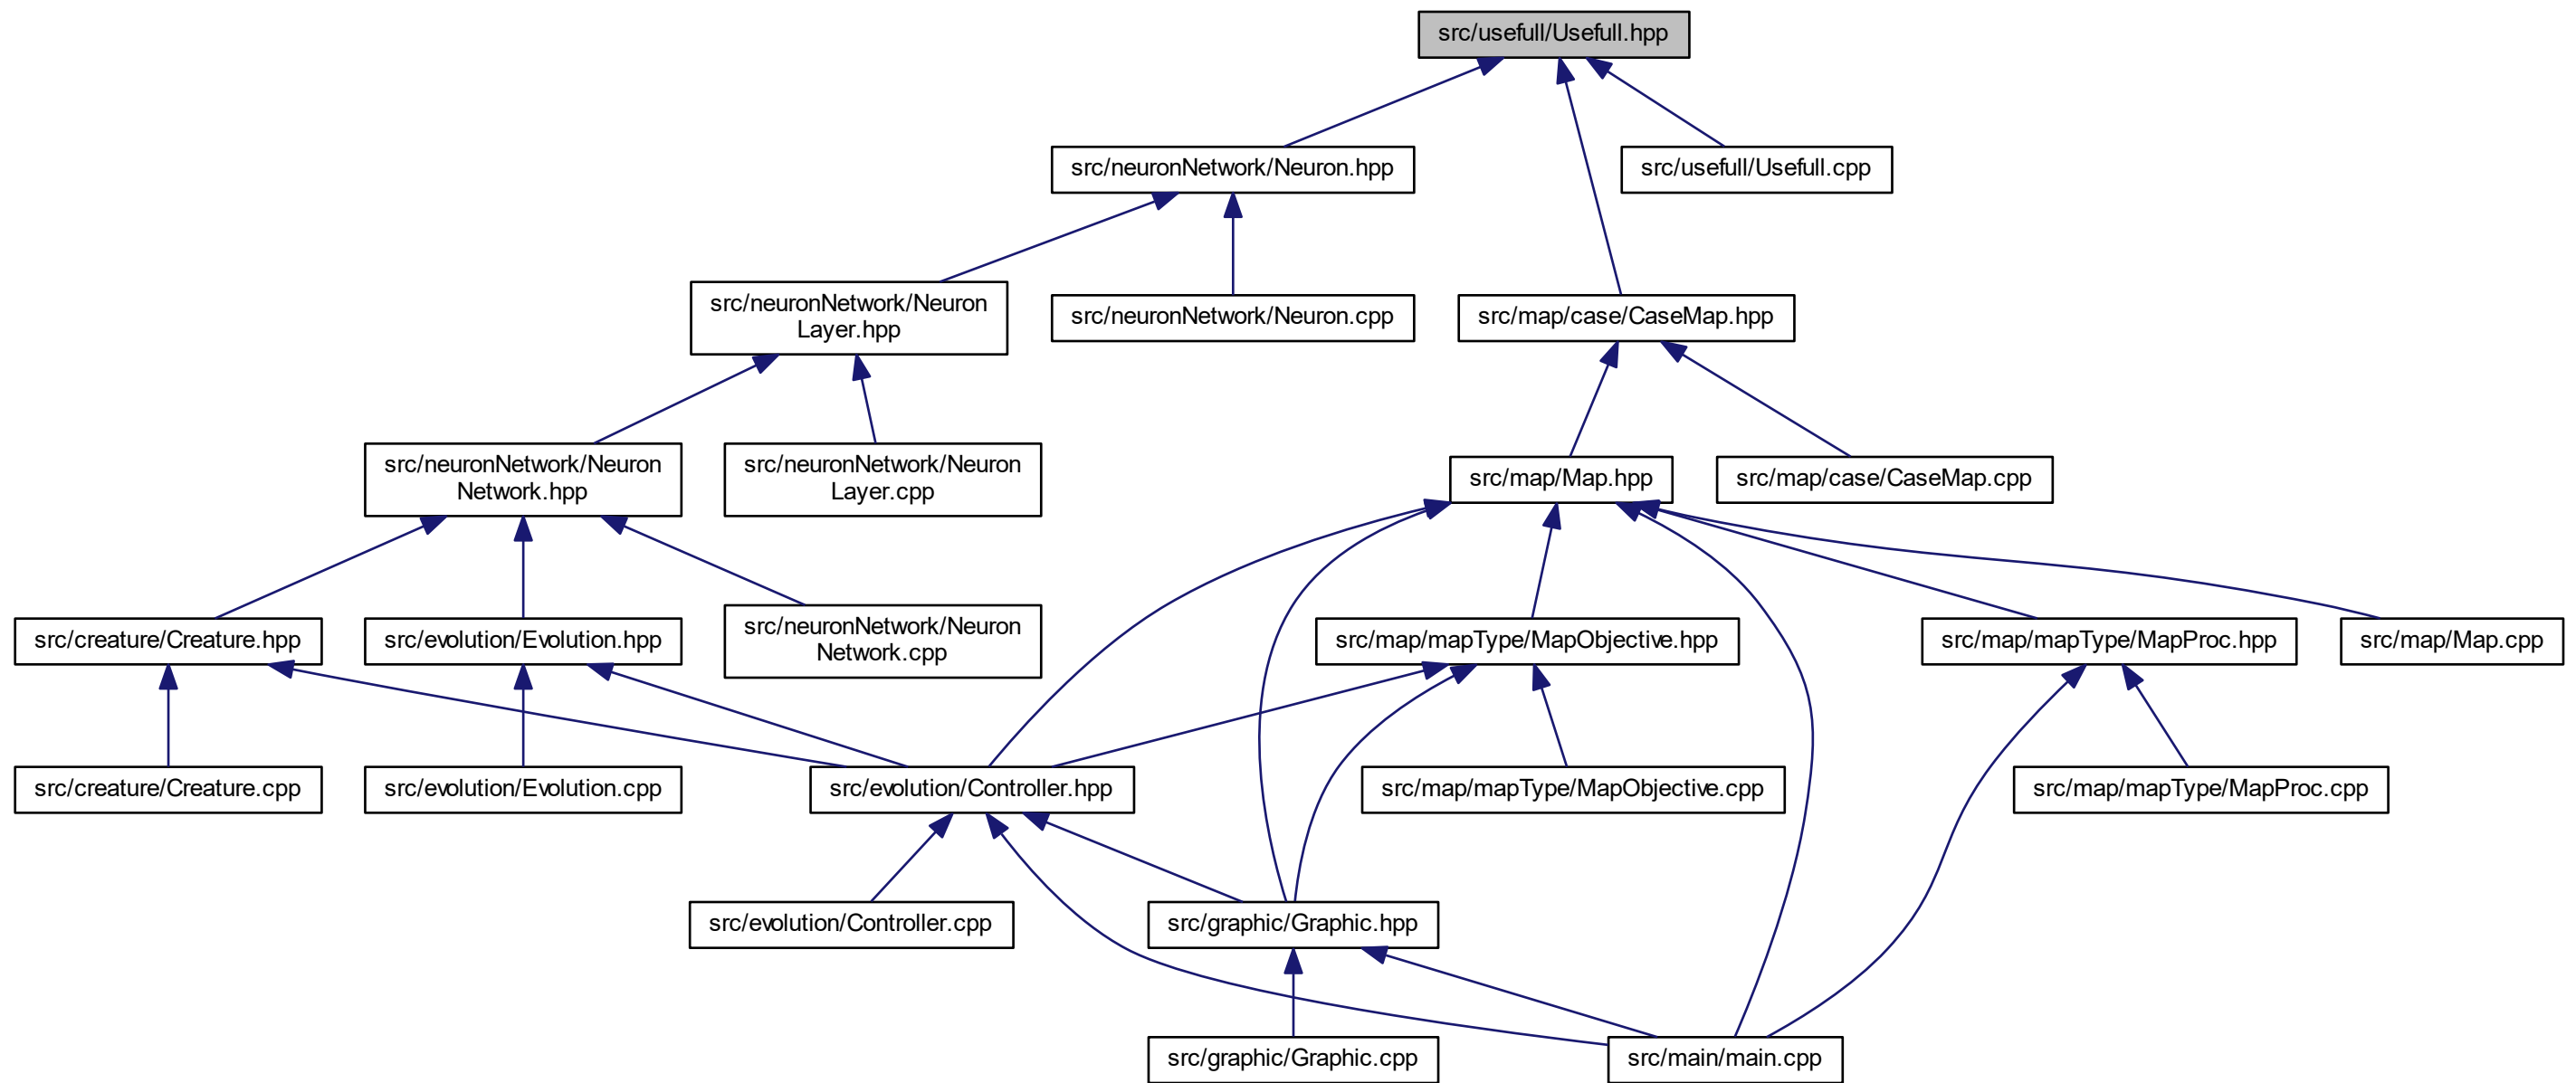 src/usefull/Usefull.hpp
src/neuronNetwork/Neuron.hpp
src/usefull/Usefull.cpp
src/neuronNetwork/Neuron
Layer.hpp
src/neuronNetwork/Neuron.cpp
src/map/case/CaseMap.hpp
src/neuronNetwork/Neuron
Network.hpp
src/neuronNetwork/Neuron
Layer.cpp
src/map/Map.hpp
src/map/case/CaseMap.cpp
src/creature/Creature.hpp
src/evolution/Evolution.hpp
src/neuronNetwork/Neuron
Network.cpp
src/map/mapType/MapObjective.hpp
src/map/mapType/MapProc.hpp
src/map/Map.cpp
src/creature/Creature.cpp
src/evolution/Evolution.cpp
src/evolution/Controller.hpp
src/map/mapType/MapObjective.cpp
src/map/mapType/MapProc.cpp
src/evolution/Controller.cpp
src/graphic/Graphic.hpp
src/graphic/Graphic.cpp
src/main/main.cpp